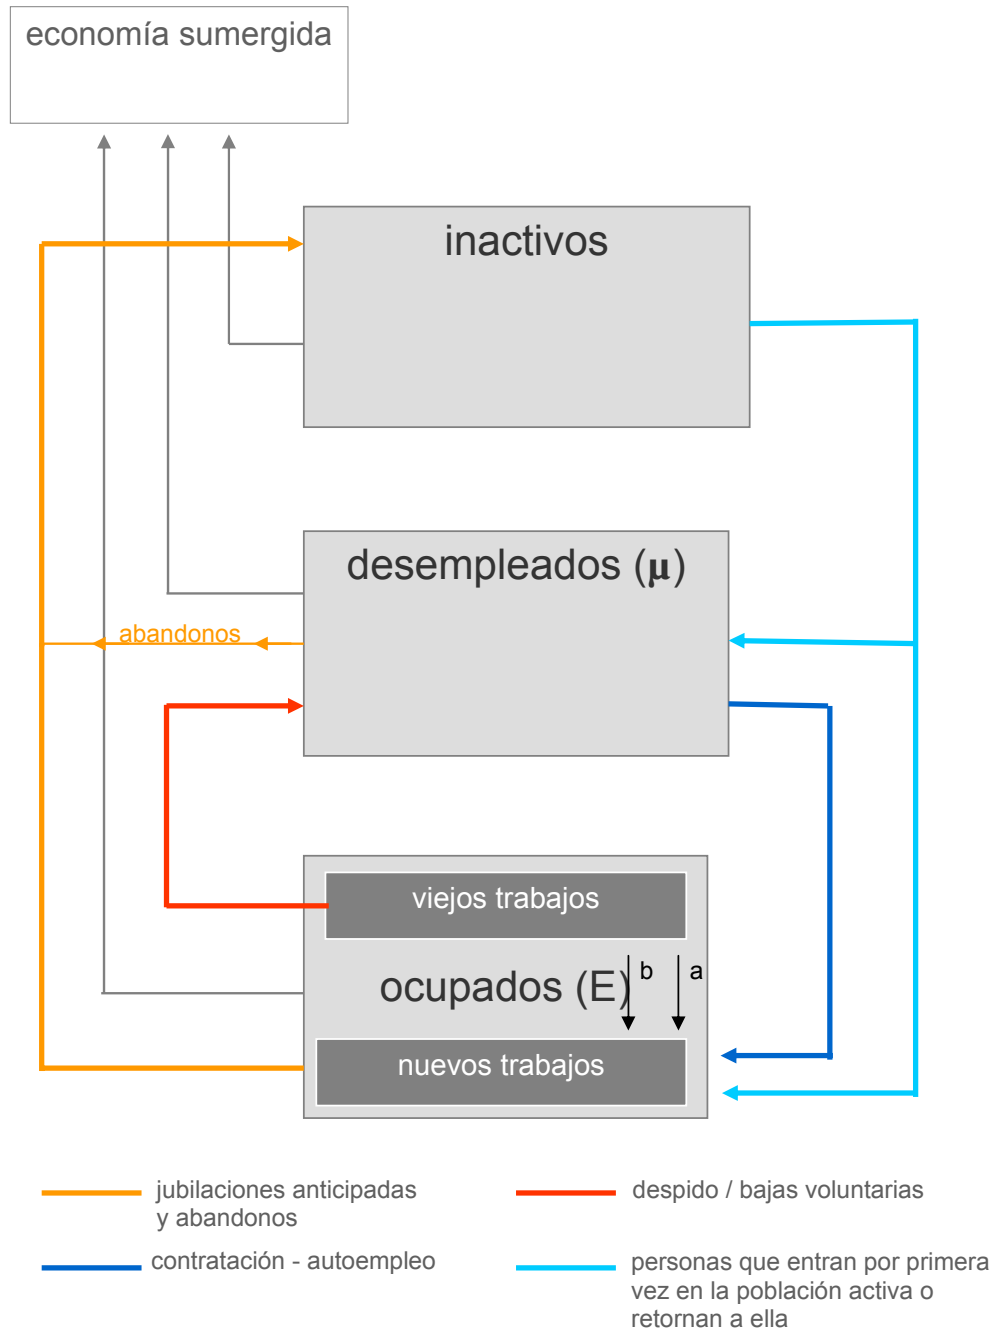 economía sumergida
inactivos
desempleados (μ)
abandonos
viejos trabajos
b
a
ocupados (E)
nuevos trabajos
jubilaciones anticipadas
y abandonos
despido / bajas voluntarias
contratación - autoempleo
personas que entran por primera
vez en la población activa o
retornan a ella